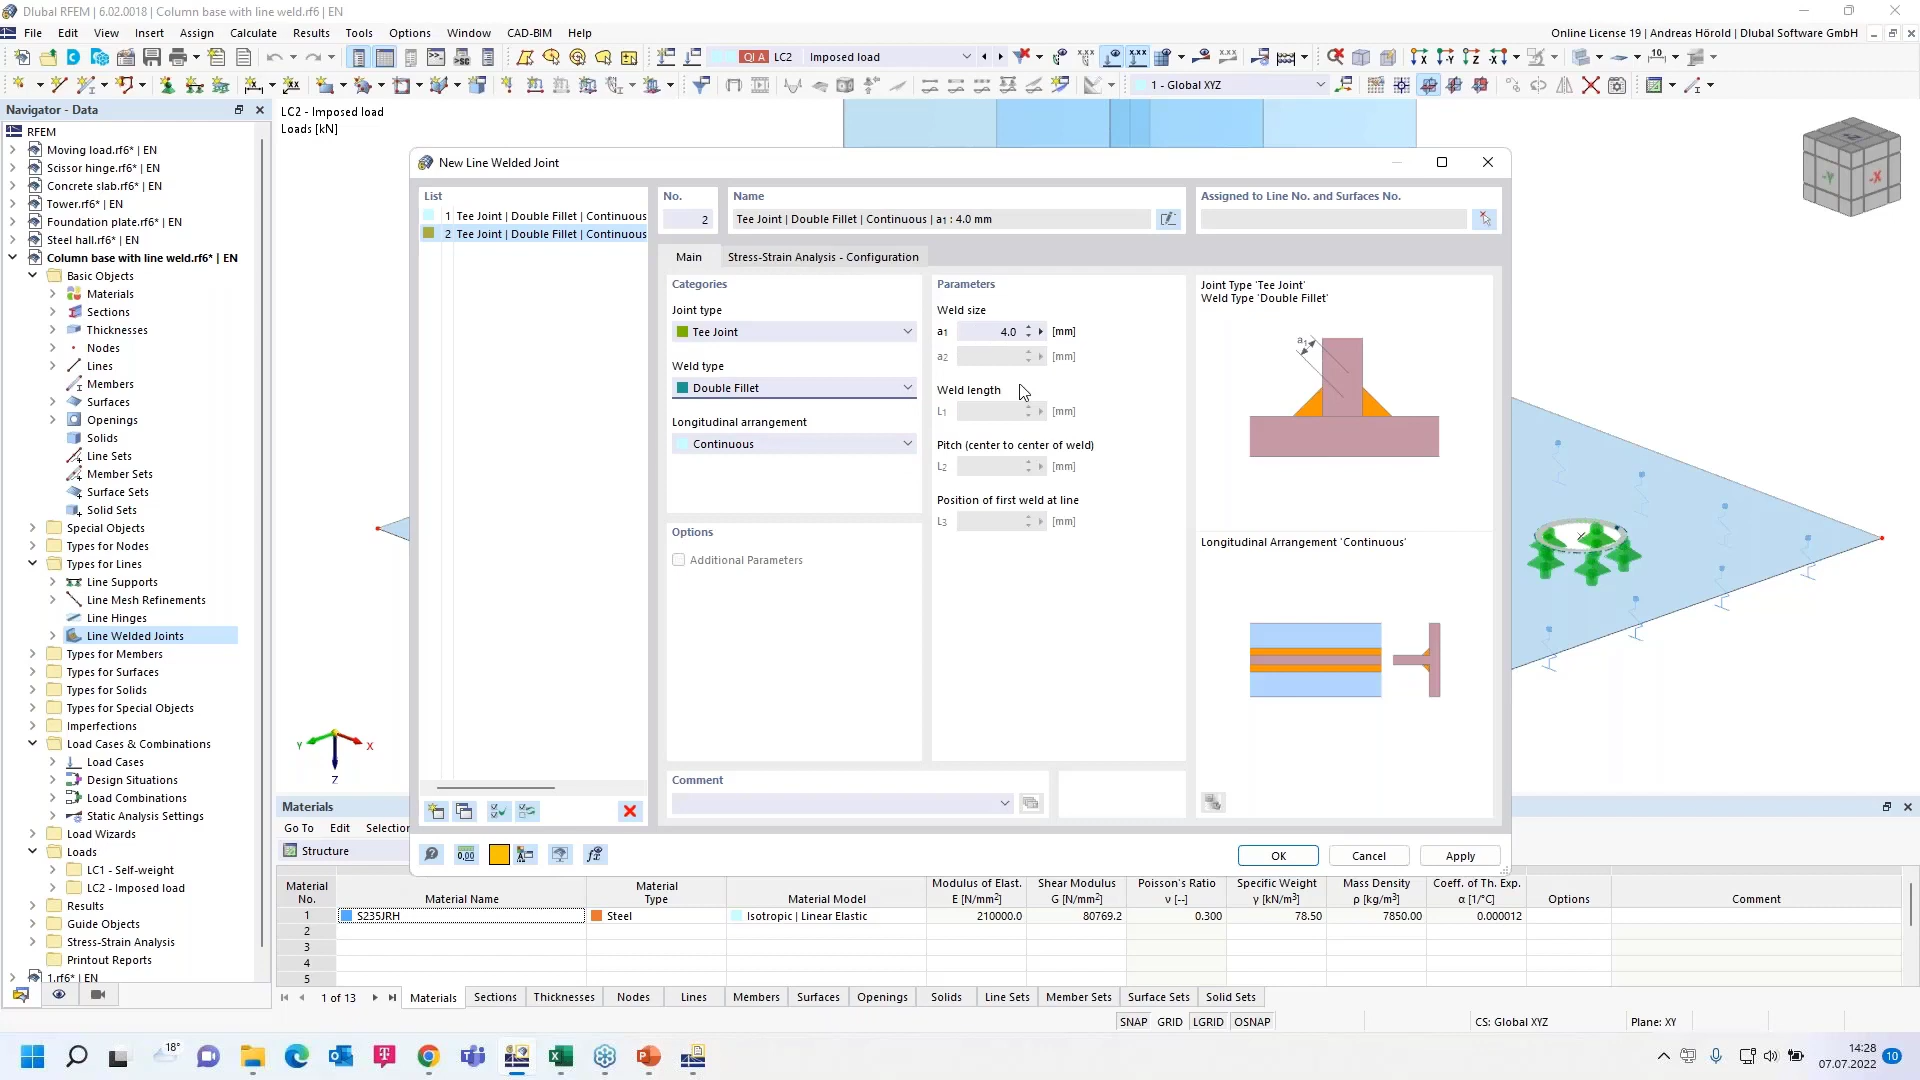 Dlubal RFEM | 6.02.0018 | Column base with line weld.rf6 | EN
File Edit View Insert Assign Calculate Results Tools Options Window CAD-BIM Help
Online License 19 | Andreas Hörold | Dlubal Software GmbH
QI A LC2 Imposed load
1 - Global XYZ
Navigator - Data
RFEM
Moving load.rf6* | EN
Scissor hinge.rf6* | EN
Concrete slab.rf6* | EN
Tower.rf6* | EN
Foundation plate.rf6* | EN
Steel hall.rf6* | EN
Column base with line weld.rf6* | EN
Basic Objects
Materials
Sections
Thicknesses
Nodes
Lines
Members
Surfaces
Openings
Solids
Line Sets
Member Sets
Surface Sets
Solid Sets
Special Objects
Types for Nodes
Types for Lines
Line Supports
Line Mesh Refinements
Line Hinges
Line Welded Joints
Types for Members
Types for Surfaces
Types for Solids
Types for Special Objects
Imperfections
Load Cases & Combinations
Load Cases
Design Situations
Load Combinations
Static Analysis Settings
Load Wizards
Loads
LC1 - Self-weight
LC2 - Imposed load
Results
Guide Objects
Stress-Strain Analysis
Printout Reports
1.rf6* | EN
LC2 - Imposed load
Loads [kN]
-Y -X
Y X
Z
New Line Welded Joint
List
1 Tee Joint | Double Fillet | Continuous
2 Tee Joint | Double Fillet | Continuous
No.
2
Name
Tee Joint | Double Fillet | Continuous | a1 : 4.0 mm
Assigned to Line No. and Surfaces No.
Main Stress-Strain Analysis - Configuration
Categories
Joint type
Tee Joint
Weld type
Double Fillet
Longitudinal arrangement
Continuous
Options
Additional Parameters
Parameters
Weld size
a1 4.0 [mm]
a2 [mm]
Weld length
L1 [mm]
Pitch (center to center of weld)
L2 [mm]
Position of first weld at line
L3 [mm]
Joint Type 'Tee Joint'
Weld Type 'Double Fillet'
a1
Longitudinal Arrangement 'Continuous'
Comment
0,00
OK Cancel Apply
Materials
Go To Edit Selection
Structure
Material No. Material Name Material Type Material Model Modulus of Elast. E [N/mm²] Shear Modulus G [N/mm²] Poisson's Ratio ν [--] Specific Weight γ [kN/m³] Mass Density ρ [kg/m³] Coeff. of Th. Exp. α [1/°C] Options Comment
1 S235JRH Steel Isotropic | Linear Elastic 210000.0 80769.2 0.300 78.50 7850.00 0.000012
2
3
4
5
1 of 13 Materials Sections Thicknesses Nodes Lines Members Surfaces Openings Solids Line Sets Member Sets Surface Sets Solid Sets
SNAP GRID LGRID OSNAP CS: Global XYZ Plane: XY
18°
14:28
07.07.2022
10